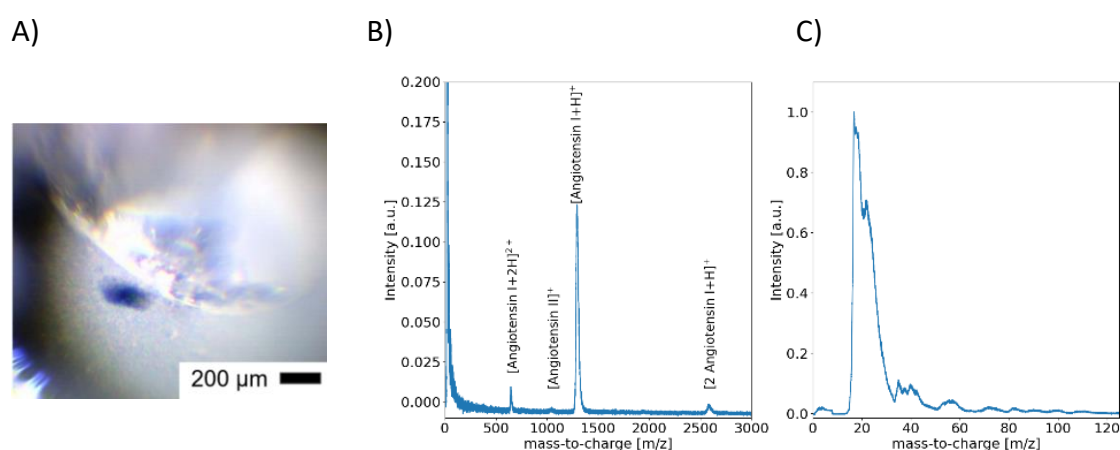 A)
B)
C)
200 µm
0.200
0.175
0.150
0.125
0.100
0.075
0.050
0.025
0.000
Intensity [a.u.]
[Angiotensin I+2H]²⁺
[Angiotensin II]⁺
[Angiotensin I+H]⁺
[2 Angiotensin I+H]⁺
0 500 1000 1500 2000 2500 3000
mass-to-charge [m/z]
1.0
0.8
0.6
0.4
0.2
0.0
Intensity [a.u.]
0 20 40 60 80 100 120
mass-to-charge [m/z]